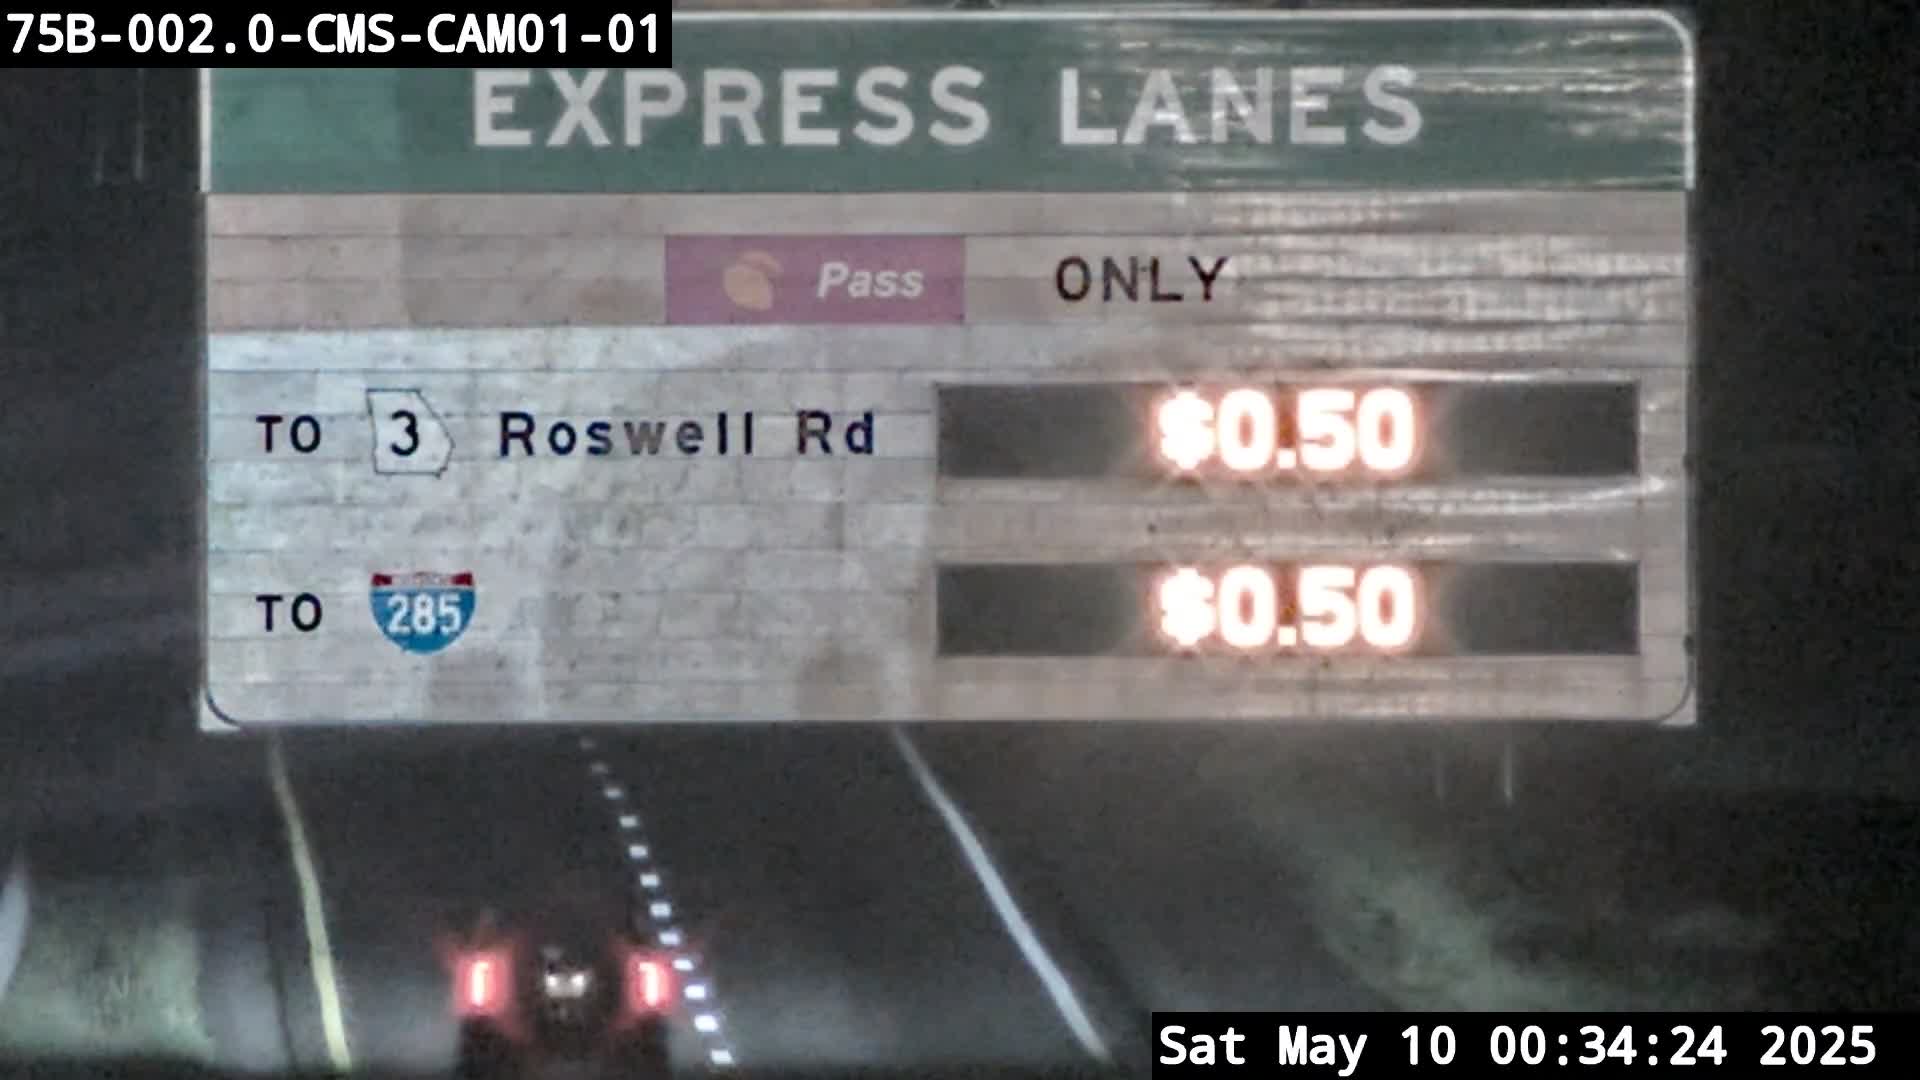 75B-002.0-CMS-CAM01-01
EXPRESS LANES
Pass ONLY
TO 3 Roswell Rd $0.50
TO 285 $0.50
Sat May 10 00:34:24 2025